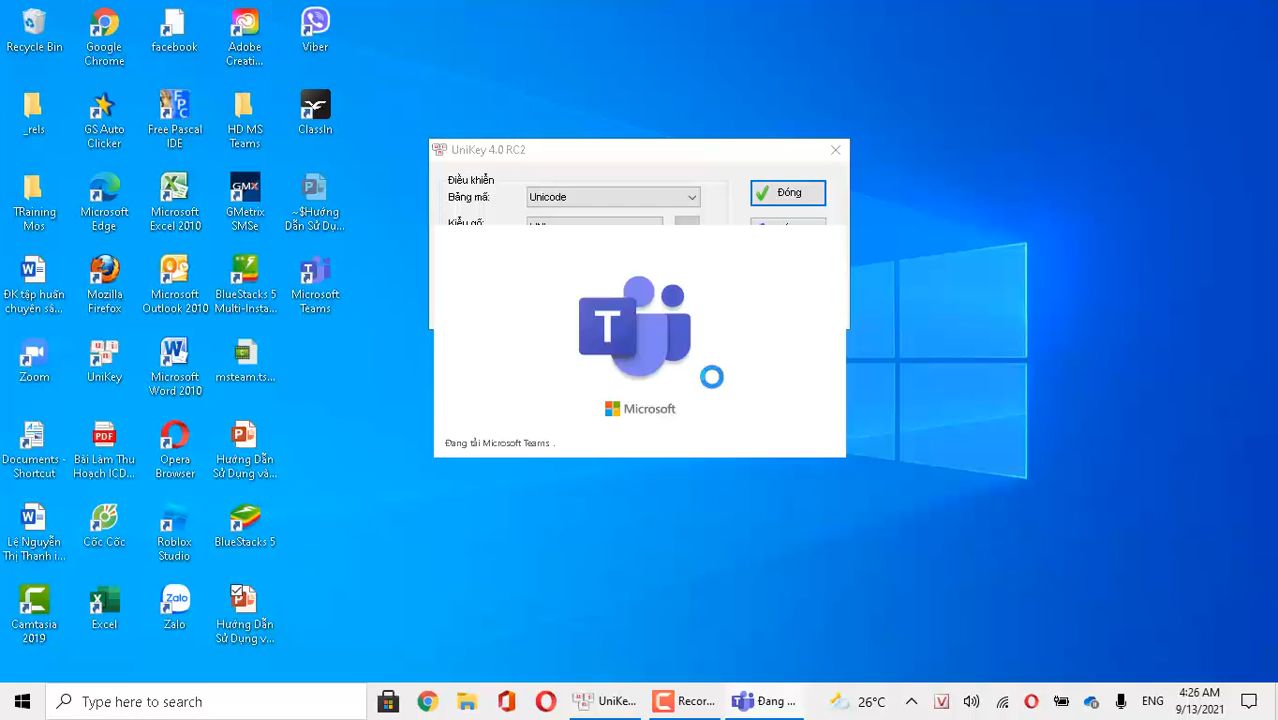 Recycle Bin
Google
Chrome
facebook
Adobe
Creati...
Viber
_rels
GS Auto
Clicker
Free Pascal
IDE
HD MS
Teams
ClassIn
TRaining
Mos
Microsoft
Edge
Microsoft
Excel 2010
GMetrix
SMSe
~$Hướng
Dẫn Sử Dụ...
ĐK tập huấn
chuyên sâ...
Mozilla
Firefox
Microsoft
Outlook 2010
BlueStacks 5
Multi-Insta...
Microsoft
Teams
Zoom
UniKey
Microsoft
Word 2010
msteam.ts...
Documents -
Shortcut
Bài Làm Thu
Hoạch ICD...
Opera
Browser
Hướng Dẫn
Sử Dụng và...
Lê Nguyễn
Thị Thanh i...
Cốc Cốc
Roblox
Studio
BlueStacks 5
Camtasia
2019
Excel
Zalo
Hướng Dẫn
Sử Dụng v...
UniKey 4.0 RC2
Điều khiển
Bảng mã:
Unicode
Đóng
Kiểu gõ:
T
Microsoft
Đang tải Microsoft Teams .
Type here to search
UniKe...
Recor...
Đang ...
26°C
ENG
4:26 AM
9/13/2021